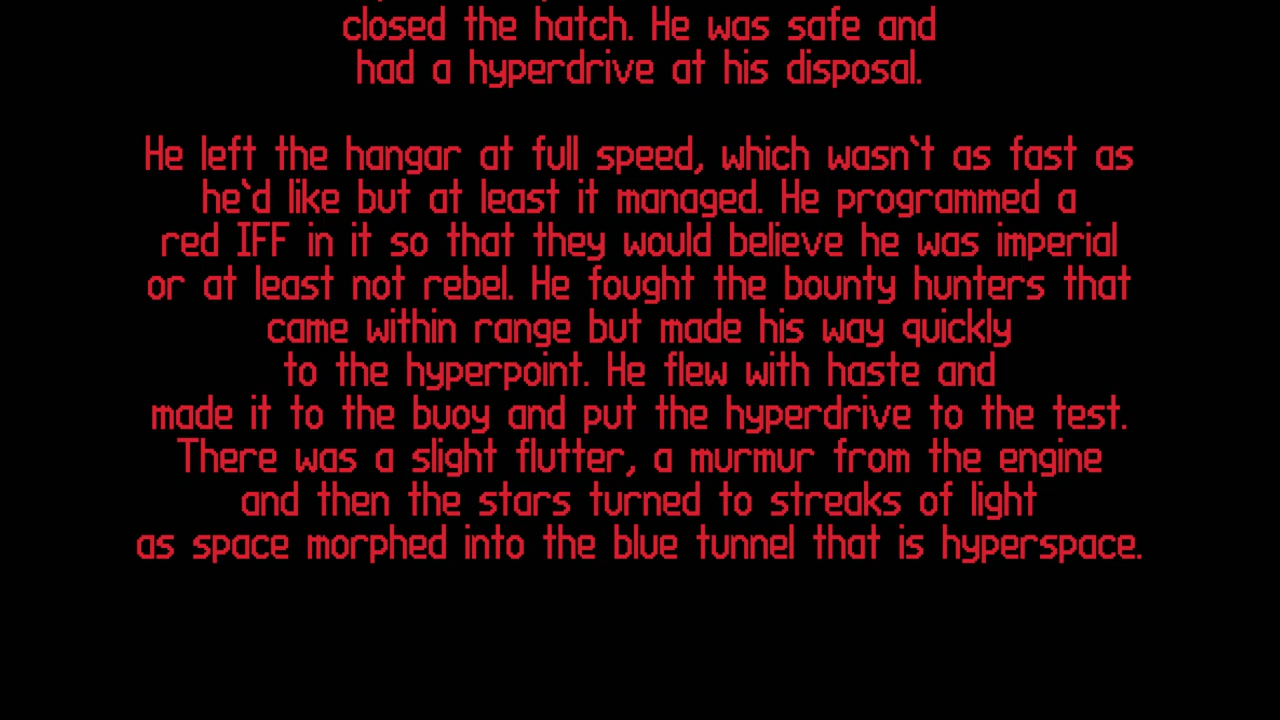 closed the hatch. He was safe and
had a hyperdrive at his disposal.
He left the hangar at full speed, which wasn`t as fast as
he`d like but at least it managed. He programmed a
red IFF in it so that they would believe he was imperial
or at least not rebel. He fought the bounty hunters that
came within range but made his way quickly
to the hyperpoint. He flew with haste and
made it to the buoy and put the hyperdrive to the test.
There was a slight flutter, a murmur from the engine
and then the stars turned to streaks of light
as space morphed into the blue tunnel that is hyperspace.